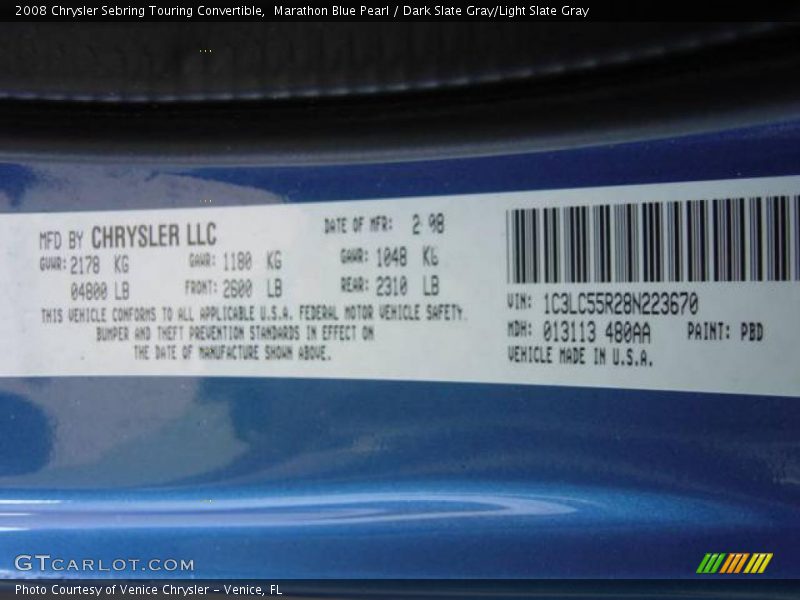 2008 Chrysler Sebring Touring Convertible,  Marathon Blue Pearl / Dark Slate Gray/Light Slate Gray
MFD BY CHRYSLER LLC DATE OF MFR: 2 08
GVWR: 2178 KG GAWR: 1180 KG GAWR: 1048 KG
04800 LB FRONT: 2600 LB REAR: 2310 LB
THIS VEHICLE CONFORMS TO ALL APPLICABLE U.S.A. FEDERAL MOTOR VEHICLE SAFETY,
BUMPER AND THEFT PREVENTION STANDARDS IN EFFECT ON
THE DATE OF MANUFACTURE SHOWN ABOVE.
VIN: 1C3LC55R28N223670
MDH: 013113 480AA PAINT: PBD
VEHICLE MADE IN U.S.A.
GTCARLOT.COM
Photo Courtesy of Venice Chrysler - Venice, FL